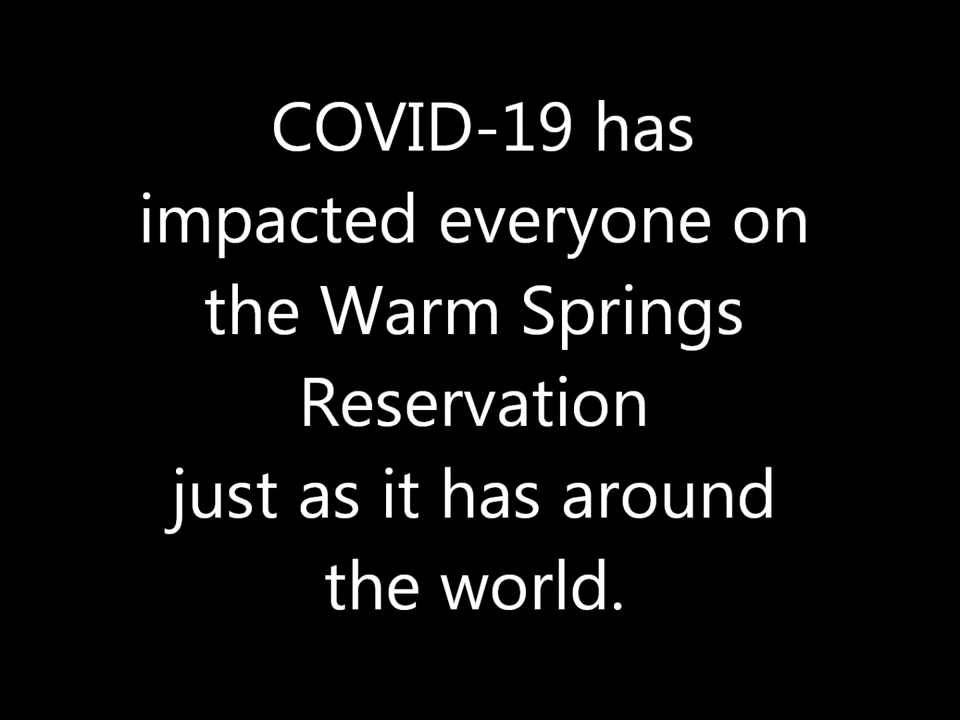 COVID-19 has
impacted everyone on
the Warm Springs
Reservation
just as it has around
the world.